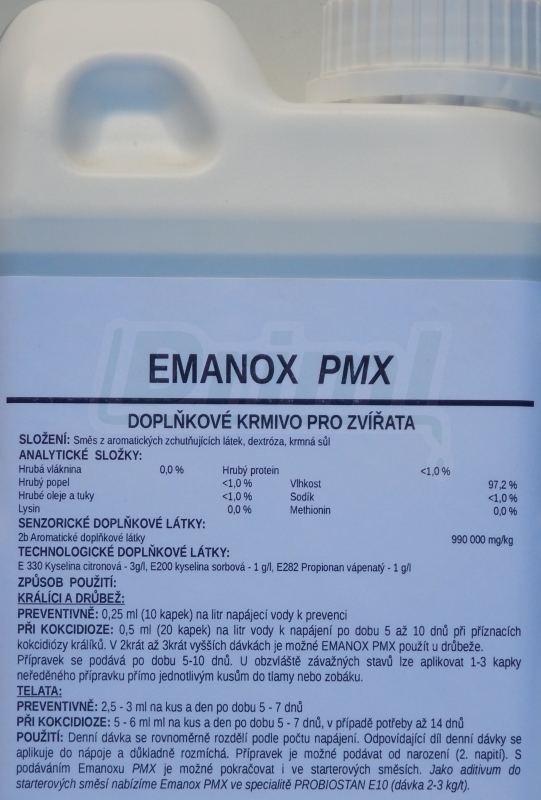 EMANOX PMX
DOPLŇKOVÉ KRMIVO PRO ZVÍŘATA
SLOŽENÍ: Směs z aromatických zchutňujících látek, dextróza, krmná sůl
ANALYTICKÉ SLOŽKY:
Hrubá vláknina 0,0 % Hrubý protein <1,0 %
Hrubý popel <1,0 % Vlhkost 97,2 %
Hrubé oleje a tuky <1,0 % Sodík <1,0 %
Lysin 0,0 % Methionin 0,0 %
SENZORICKÉ DOPLŇKOVÉ LÁTKY:
2b Aromatické doplňkové látky 990 000 mg/kg
TECHNOLOGICKÉ DOPLŇKOVÉ LÁTKY:
E 330 Kyselina citronová - 3g/l, E200 kyselina sorbová - 1 g/l, E282 Propionan vápenatý - 1 g/l
ZPŮSOB POUŽITÍ:
KRÁLÍCI A DRŮBEŽ:
PREVENTIVNĚ: 0,25 ml (10 kapek) na litr napájecí vody k prevenci
PŘI KOKCIDIOZE: 0,5 ml (20 kapek) na litr vody k napájení po dobu 5 až 10 dnů při příznacích
kokcidiózy králíků. V 2krát až 3krát vyšších dávkách je možné EMANOX PMX použít u drůbeže.
Přípravek se podává po dobu 5-10 dnů. U obzvláště závažných stavů lze aplikovat 1-3 kapky
neředěného přípravku přímo jednotlivým kusům do tlamy nebo zobáku.
TELATA:
PREVENTIVNĚ: 2,5 - 3 ml na kus a den po dobu 5 - 7 dnů
PŘI KOKCIDIOZE: 5 - 6 ml ml na kus a den po dobu 5 - 7 dnů, v případě potřeby až 14 dnů
POUŽITÍ: Denní dávka se rovnoměrně rozdělí podle počtu napájení. Odpovídající díl denní dávky se
aplikuje do nápoje a důkladně rozmíchá. Přípravek je možné podávat od narození (2. napití). S
podáváním Emanoxu PMX je možné pokračovat i ve starterových směsích. Jako aditivum do
starterových směsí nabízíme Emanox PMX ve specialitě PROBIOSTAN E10 (dávka 2-3 kg/t).